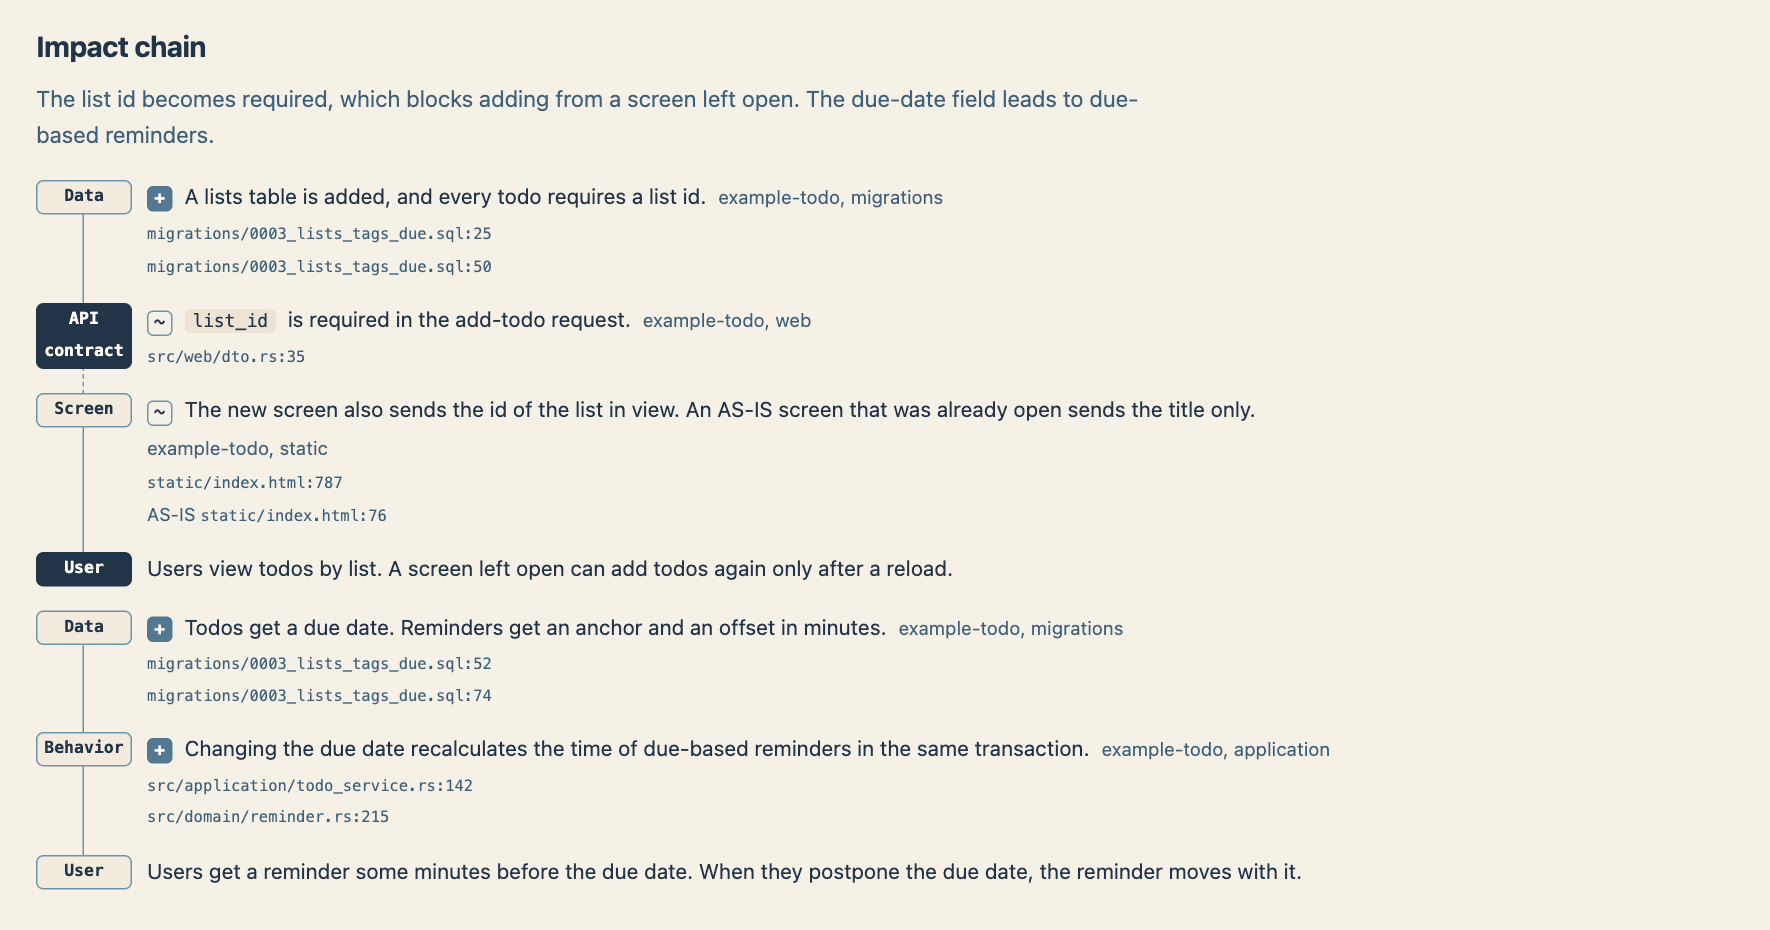 Impact chain
The list id becomes required, which blocks adding from a screen left open. The due-date field leads to due-
based reminders.
Data + A lists table is added, and every todo requires a list id. example-todo, migrations
migrations/0003_lists_tags_due.sql:25
migrations/0003_lists_tags_due.sql:50
API
contract ~ list_id is required in the add-todo request. example-todo, web
src/web/dto.rs:35
Screen ~ The new screen also sends the id of the list in view. An AS-IS screen that was already open sends the title only.
example-todo, static
static/index.html:787
AS-IS static/index.html:76
User Users view todos by list. A screen left open can add todos again only after a reload.
Data + Todos get a due date. Reminders get an anchor and an offset in minutes. example-todo, migrations
migrations/0003_lists_tags_due.sql:52
migrations/0003_lists_tags_due.sql:74
Behavior + Changing the due date recalculates the time of due-based reminders in the same transaction. example-todo, application
src/application/todo_service.rs:142
src/domain/reminder.rs:215
User Users get a reminder some minutes before the due date. When they postpone the due date, the reminder moves with it.